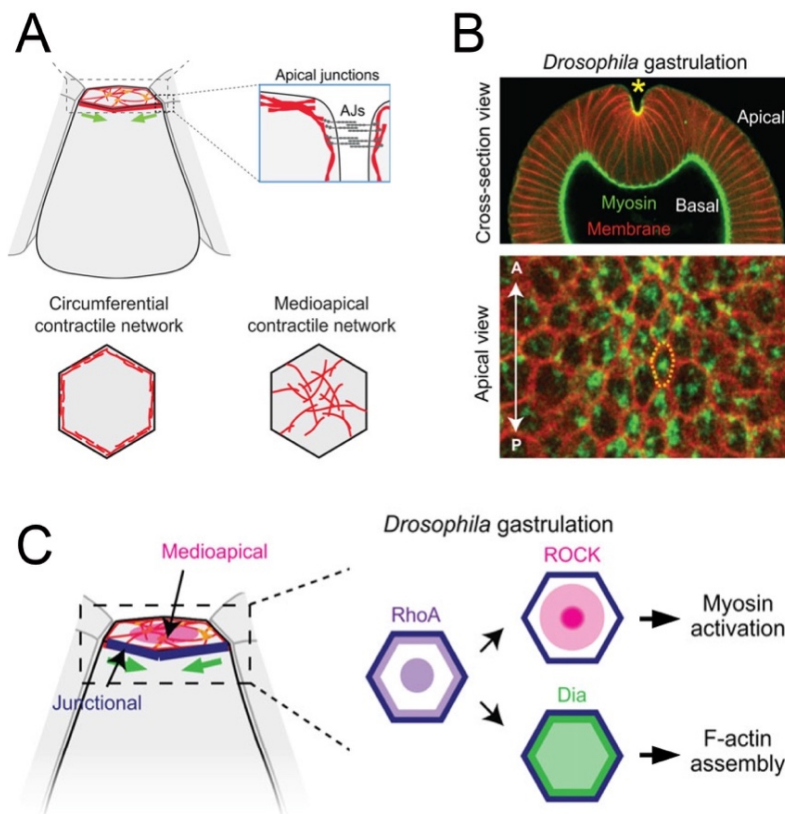 A
Apical junctions
AJs
Circumferential
contractile network
Medioapical
contractile network
B
Drosophila gastrulation
Cross-section view
*
Apical
Myosin
Basal
Membrane
Apical view
A
P
C
Drosophila gastrulation
Medioapical
Junctional
RhoA
ROCK
Myosin
activation
Dia
F-actin
assembly